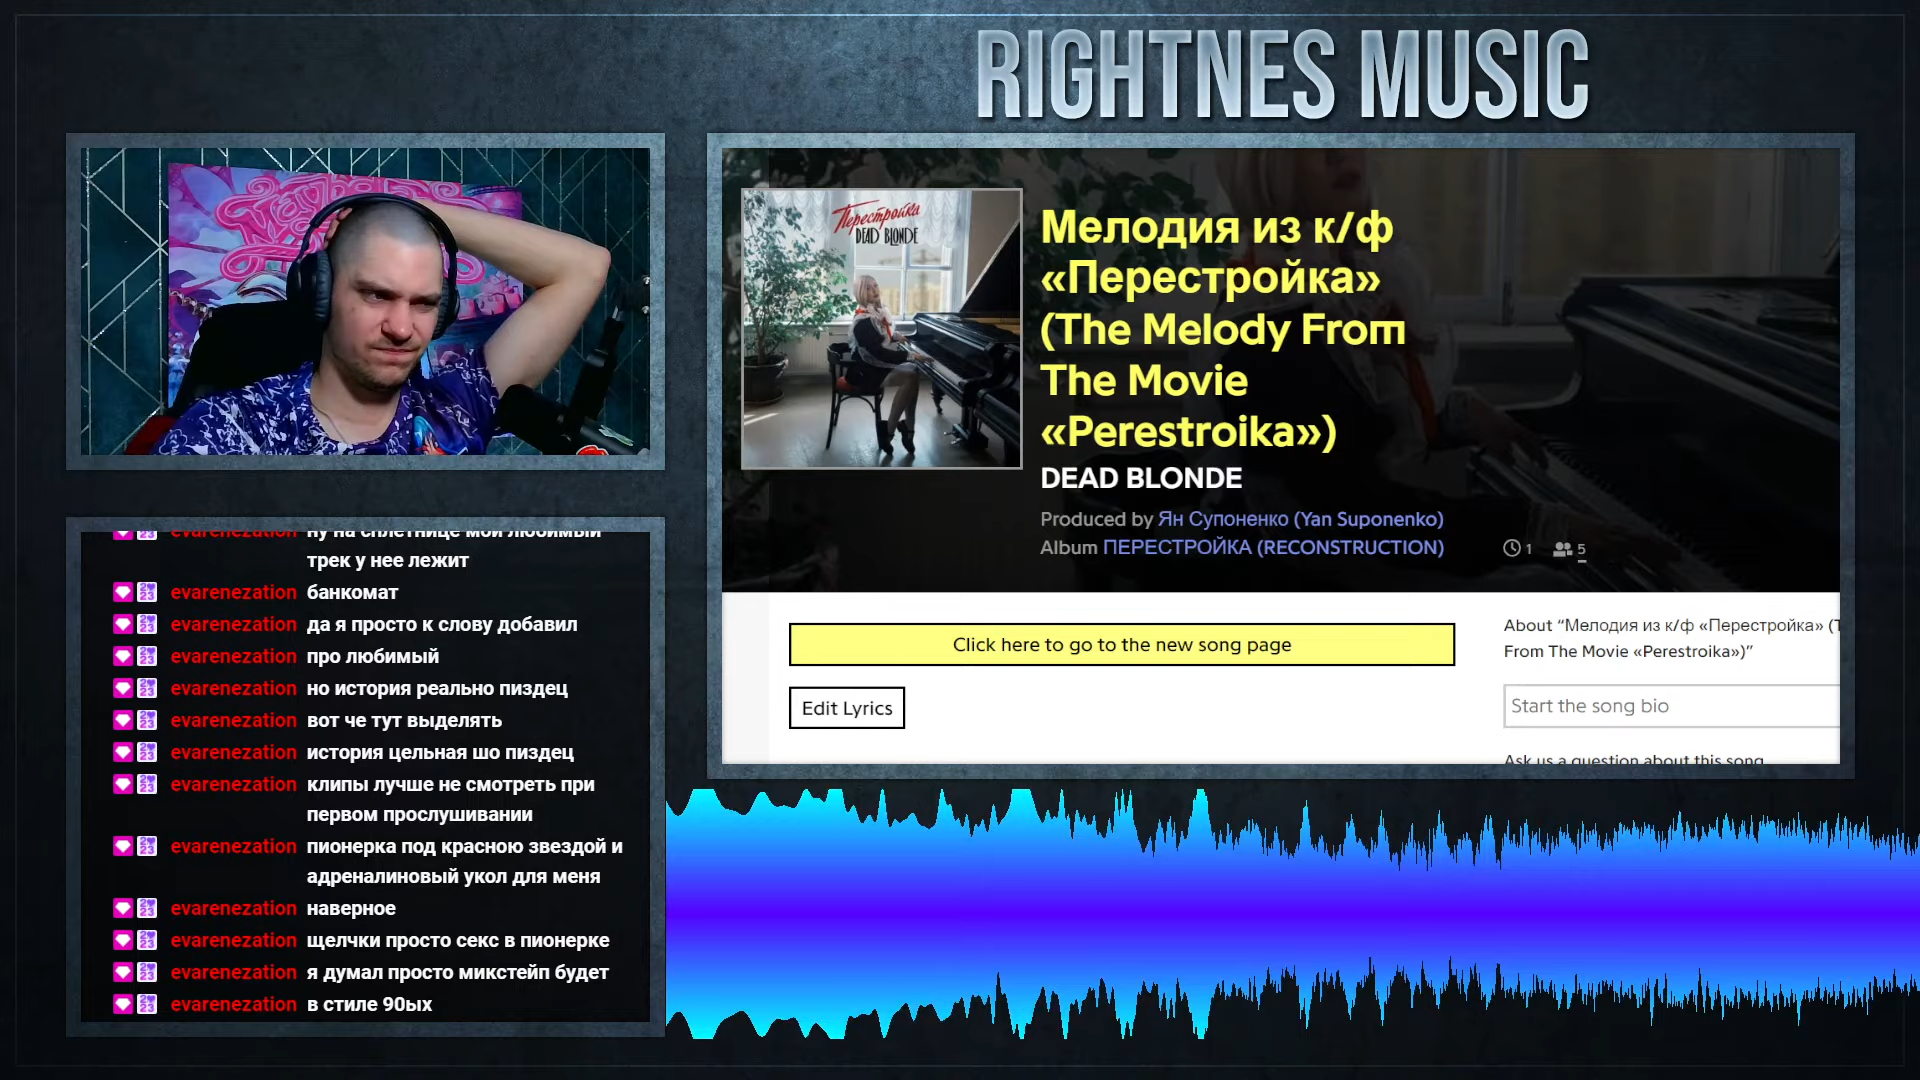 RIGHTNES MUSIC
Перестройка
DEAD BLONDE
Мелодия из к/ф
«Перестройка»
(The Melody From
The Movie
«Perestroika»)
DEAD BLONDE
Produced by Ян Супоненко (Yan Suponenko)
Album ПЕРЕСТРОЙКА (RECONSTRUCTION)
1 5
Click here to go to the new song page
Edit Lyrics
About “Мелодия из к/ф «Перестройка» (T
From The Movie «Perestroika»)”
Start the song bio
Ask us a question about this song
evarenezation ну на сплетнице мой любимый
трек у нее лежит
evarenezation банкомат
evarenezation да я просто к слову добавил
evarenezation про любимый
evarenezation но история реально пиздец
evarenezation вот че тут выделять
evarenezation история цельная шо пиздец
evarenezation клипы лучше не смотреть при
первом прослушивании
evarenezation пионерка под красною звездой и
адреналиновый укол для меня
evarenezation наверное
evarenezation щелчки просто секс в пионерке
evarenezation я думал просто микстейп будет
evarenezation в стиле 90ых